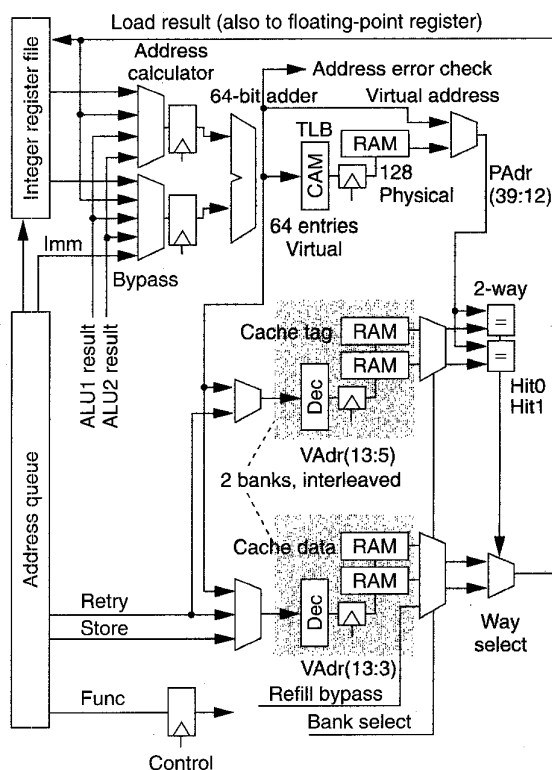 Load result (also to floating-point register)
Integer register file
Address
calculator
64-bit adder
Address error check
Virtual address
TLB
CAM
RAM
128
Physical
PAdr
(39:12)
64 entries
Virtual
Imm
Bypass
ALU1 result
ALU2 result
2-way
=
=
Hit0
Hit1
Cache tag
RAM
RAM
Dec
VAdr(13:5)
2 banks, interleaved
Address queue
Cache data
RAM
RAM
Dec
VAdr(13:3)
Way
select
Retry
Store
Refill bypass
Func
Bank select
Control